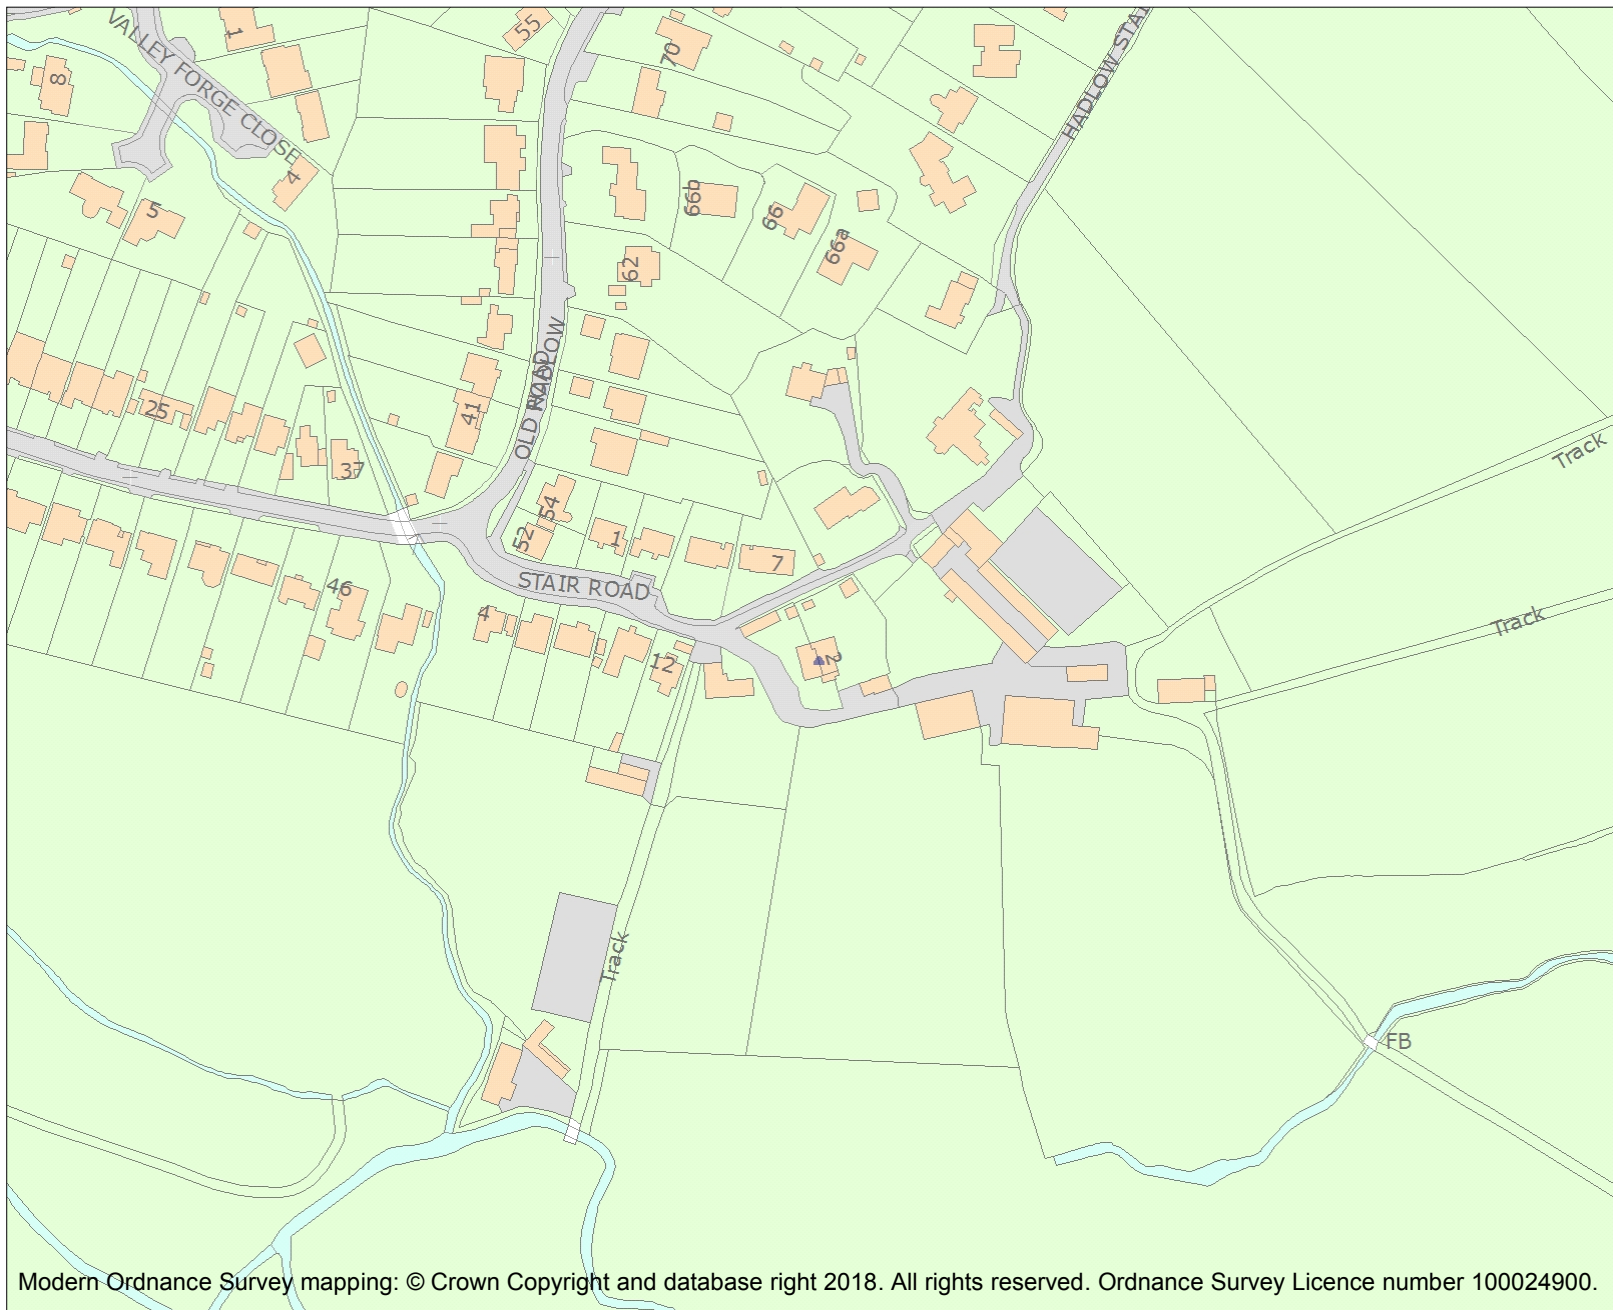 VALLEY FORGE CLOSE
1
55
70
HADLOW STAI
8
4
5
66b
66
66a
62
OLD HADLOW
ROAD
25
41
37
Track
54
52
1
7
STAIR ROAD
46
4
12
2
Track
Track
FB
Modern Ordnance Survey mapping: © Crown Copyright and database right 2018. All rights reserved. Ordnance Survey Licence number 100024900.